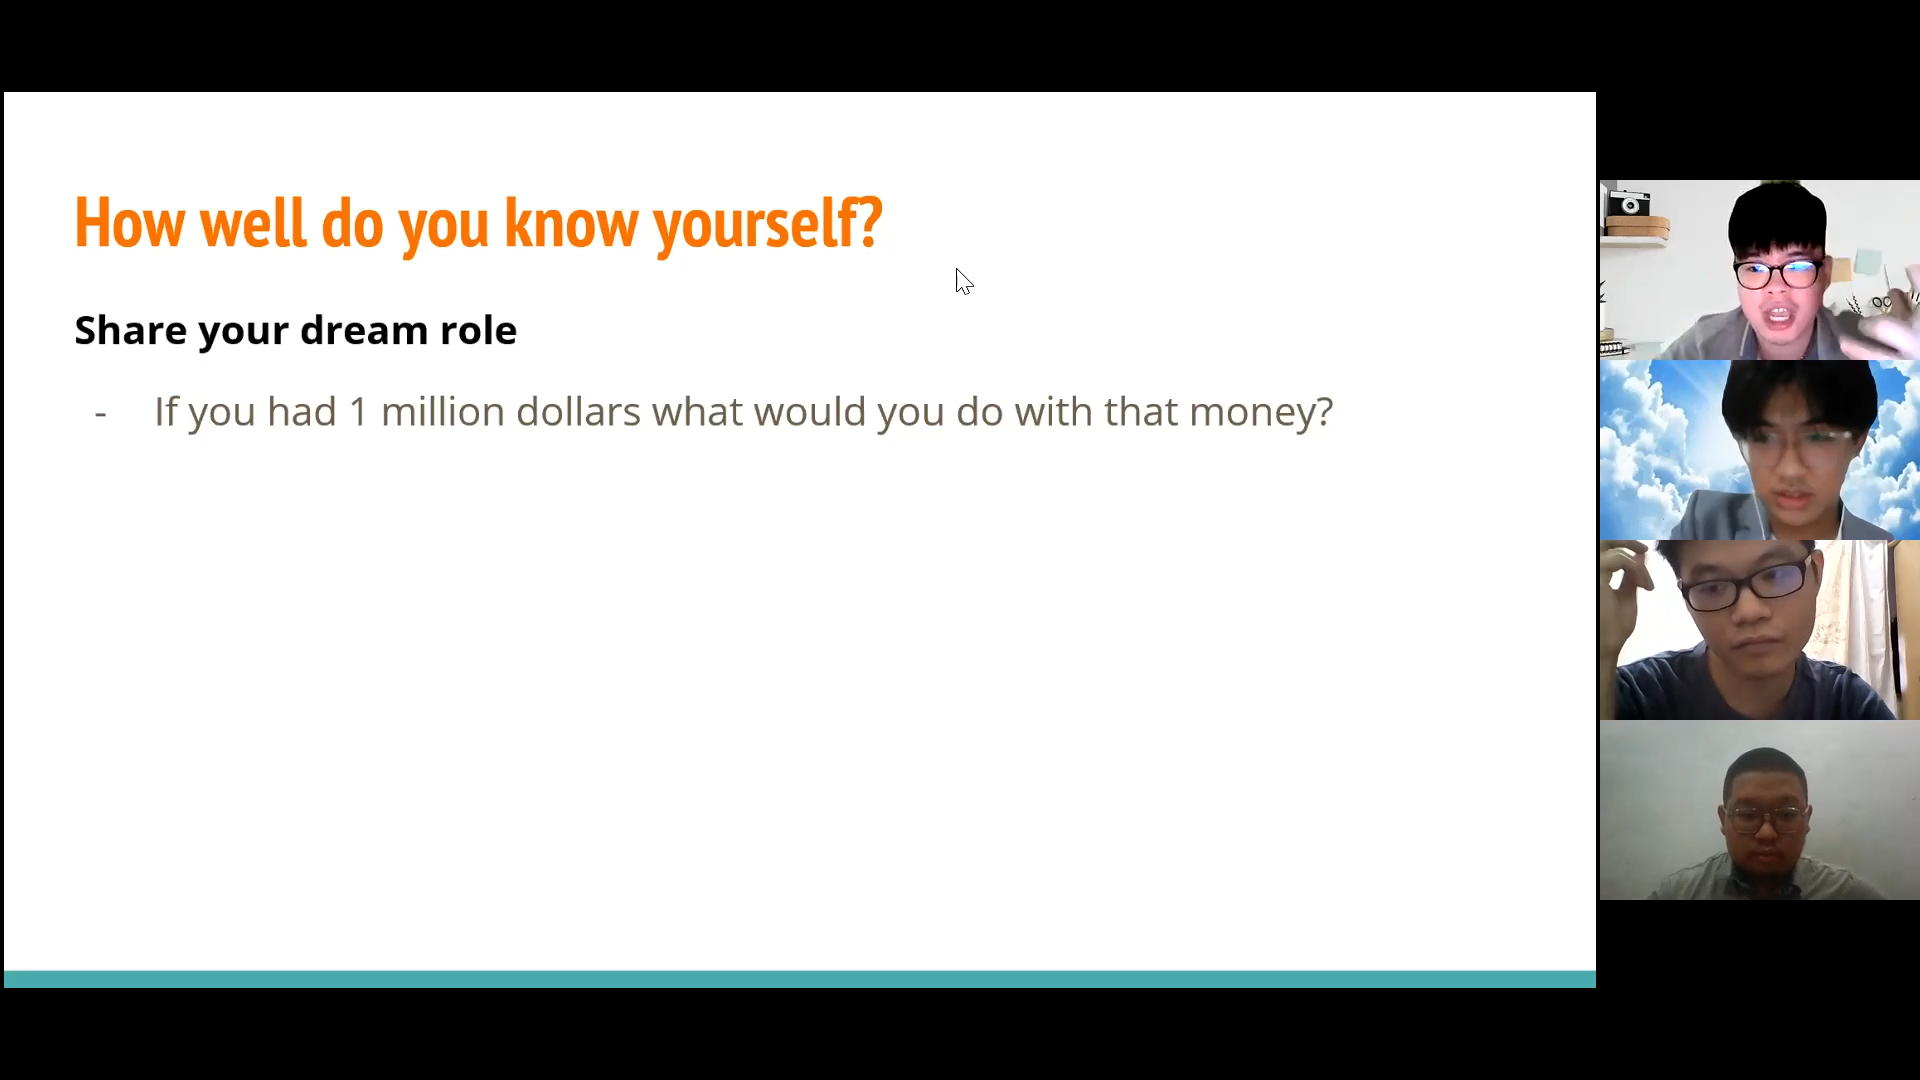 How well do you know yourself?
Share your dream role
- If you had 1 million dollars what would you do with that money?